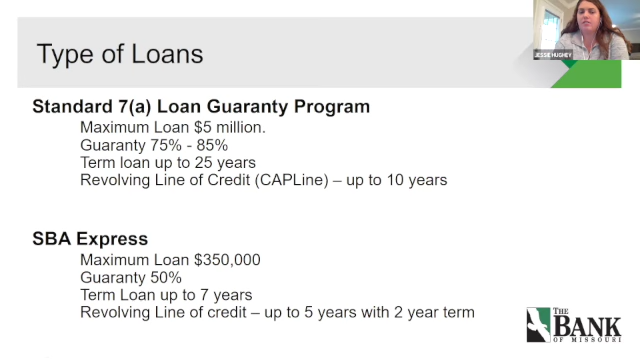 Type of Loans
JESSIE HUGHEY
Standard 7(a) Loan Guaranty Program
Maximum Loan $5 million.
Guaranty 75% - 85%
Term loan up to 25 years
Revolving Line of Credit (CAPLine) – up to 10 years
SBA Express
Maximum Loan $350,000
Guaranty 50%
Term Loan up to 7 years
Revolving Line of credit – up to 5 years with 2 year term
THE
BANK
OF MISSOURI